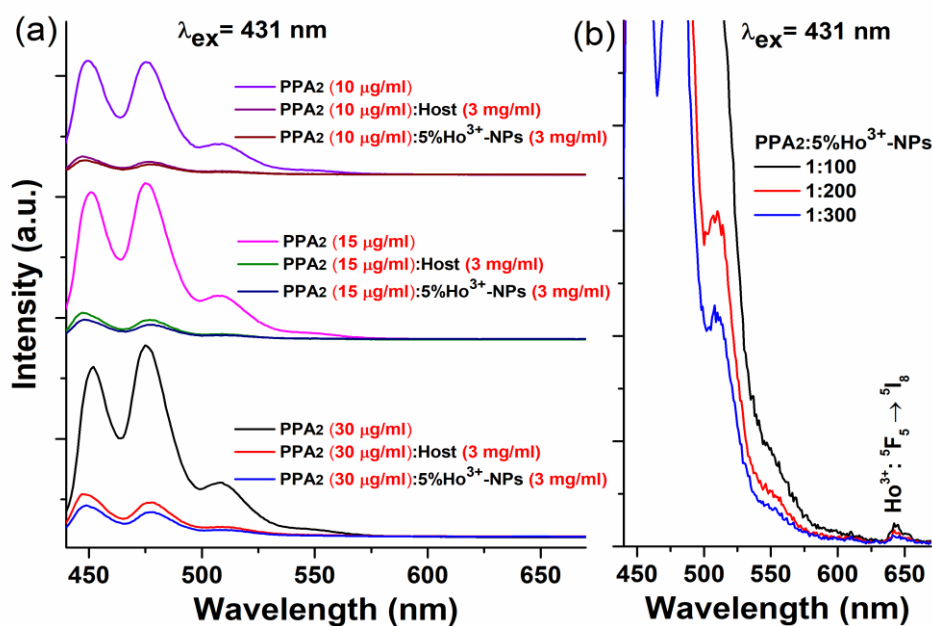 (a)
λex= 431 nm
PPA2 (10 μg/ml)
PPA2 (10 μg/ml):Host (3 mg/ml)
PPA2 (10 μg/ml):5%Ho³⁺-NPs (3 mg/ml)
PPA2 (15 μg/ml)
PPA2 (15 μg/ml):Host (3 mg/ml)
PPA2 (15 μg/ml):5%Ho³⁺-NPs (3 mg/ml)
PPA2 (30 μg/ml)
PPA2 (30 μg/ml):Host (3 mg/ml)
PPA2 (30 μg/ml):5%Ho³⁺-NPs (3 mg/ml)
Intensity (a.u.)
450 500 550 600 650
Wavelength (nm)
(b)
λex= 431 nm
PPA2:5%Ho³⁺-NPs
1:100
1:200
1:300
Ho³⁺: ⁵F₅ → ⁵I₈
450 500 550 600 650
Wavelength (nm)